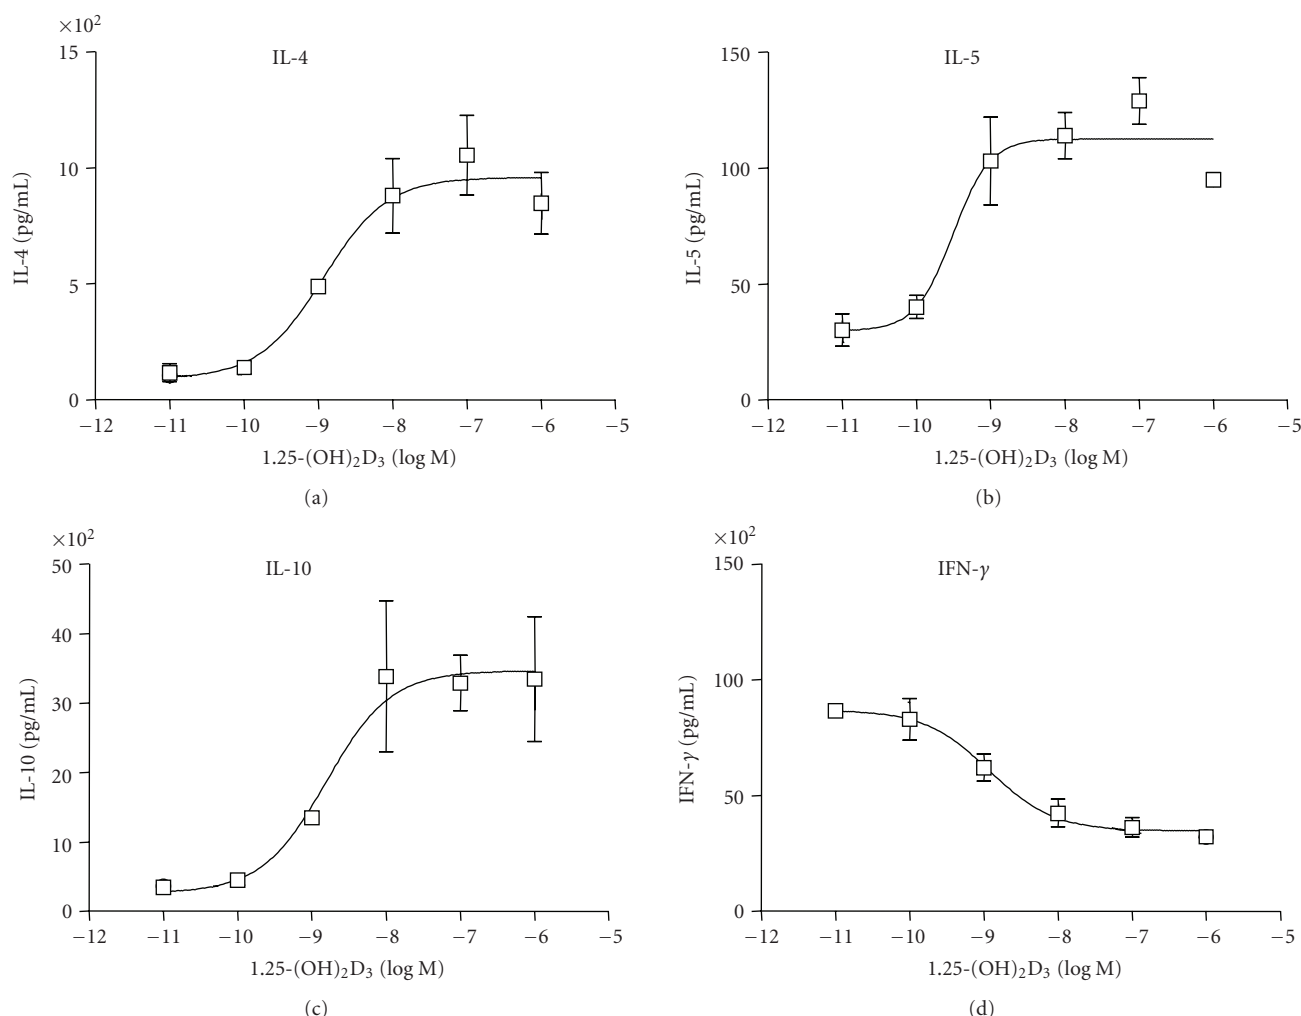 ×10²
15
IL-4
10
5
0
IL-4 (pg/mL)
−12 −11 −10 −9 −8 −7 −6 −5
1.25-(OH)₂D₃ (log M)
(a)
150
IL-5
100
50
0
IL-5 (pg/mL)
−12 −11 −10 −9 −8 −7 −6 −5
1.25-(OH)₂D₃ (log M)
(b)
×10²
50
IL-10
40
30
20
10
0
IL-10 (pg/mL)
−12 −11 −10 −9 −8 −7 −6 −5
1.25-(OH)₂D₃ (log M)
(c)
×10²
150
IFN-γ
100
50
0
IFN-γ (pg/mL)
−12 −11 −10 −9 −8 −7 −6 −5
1.25-(OH)₂D₃ (log M)
(d)